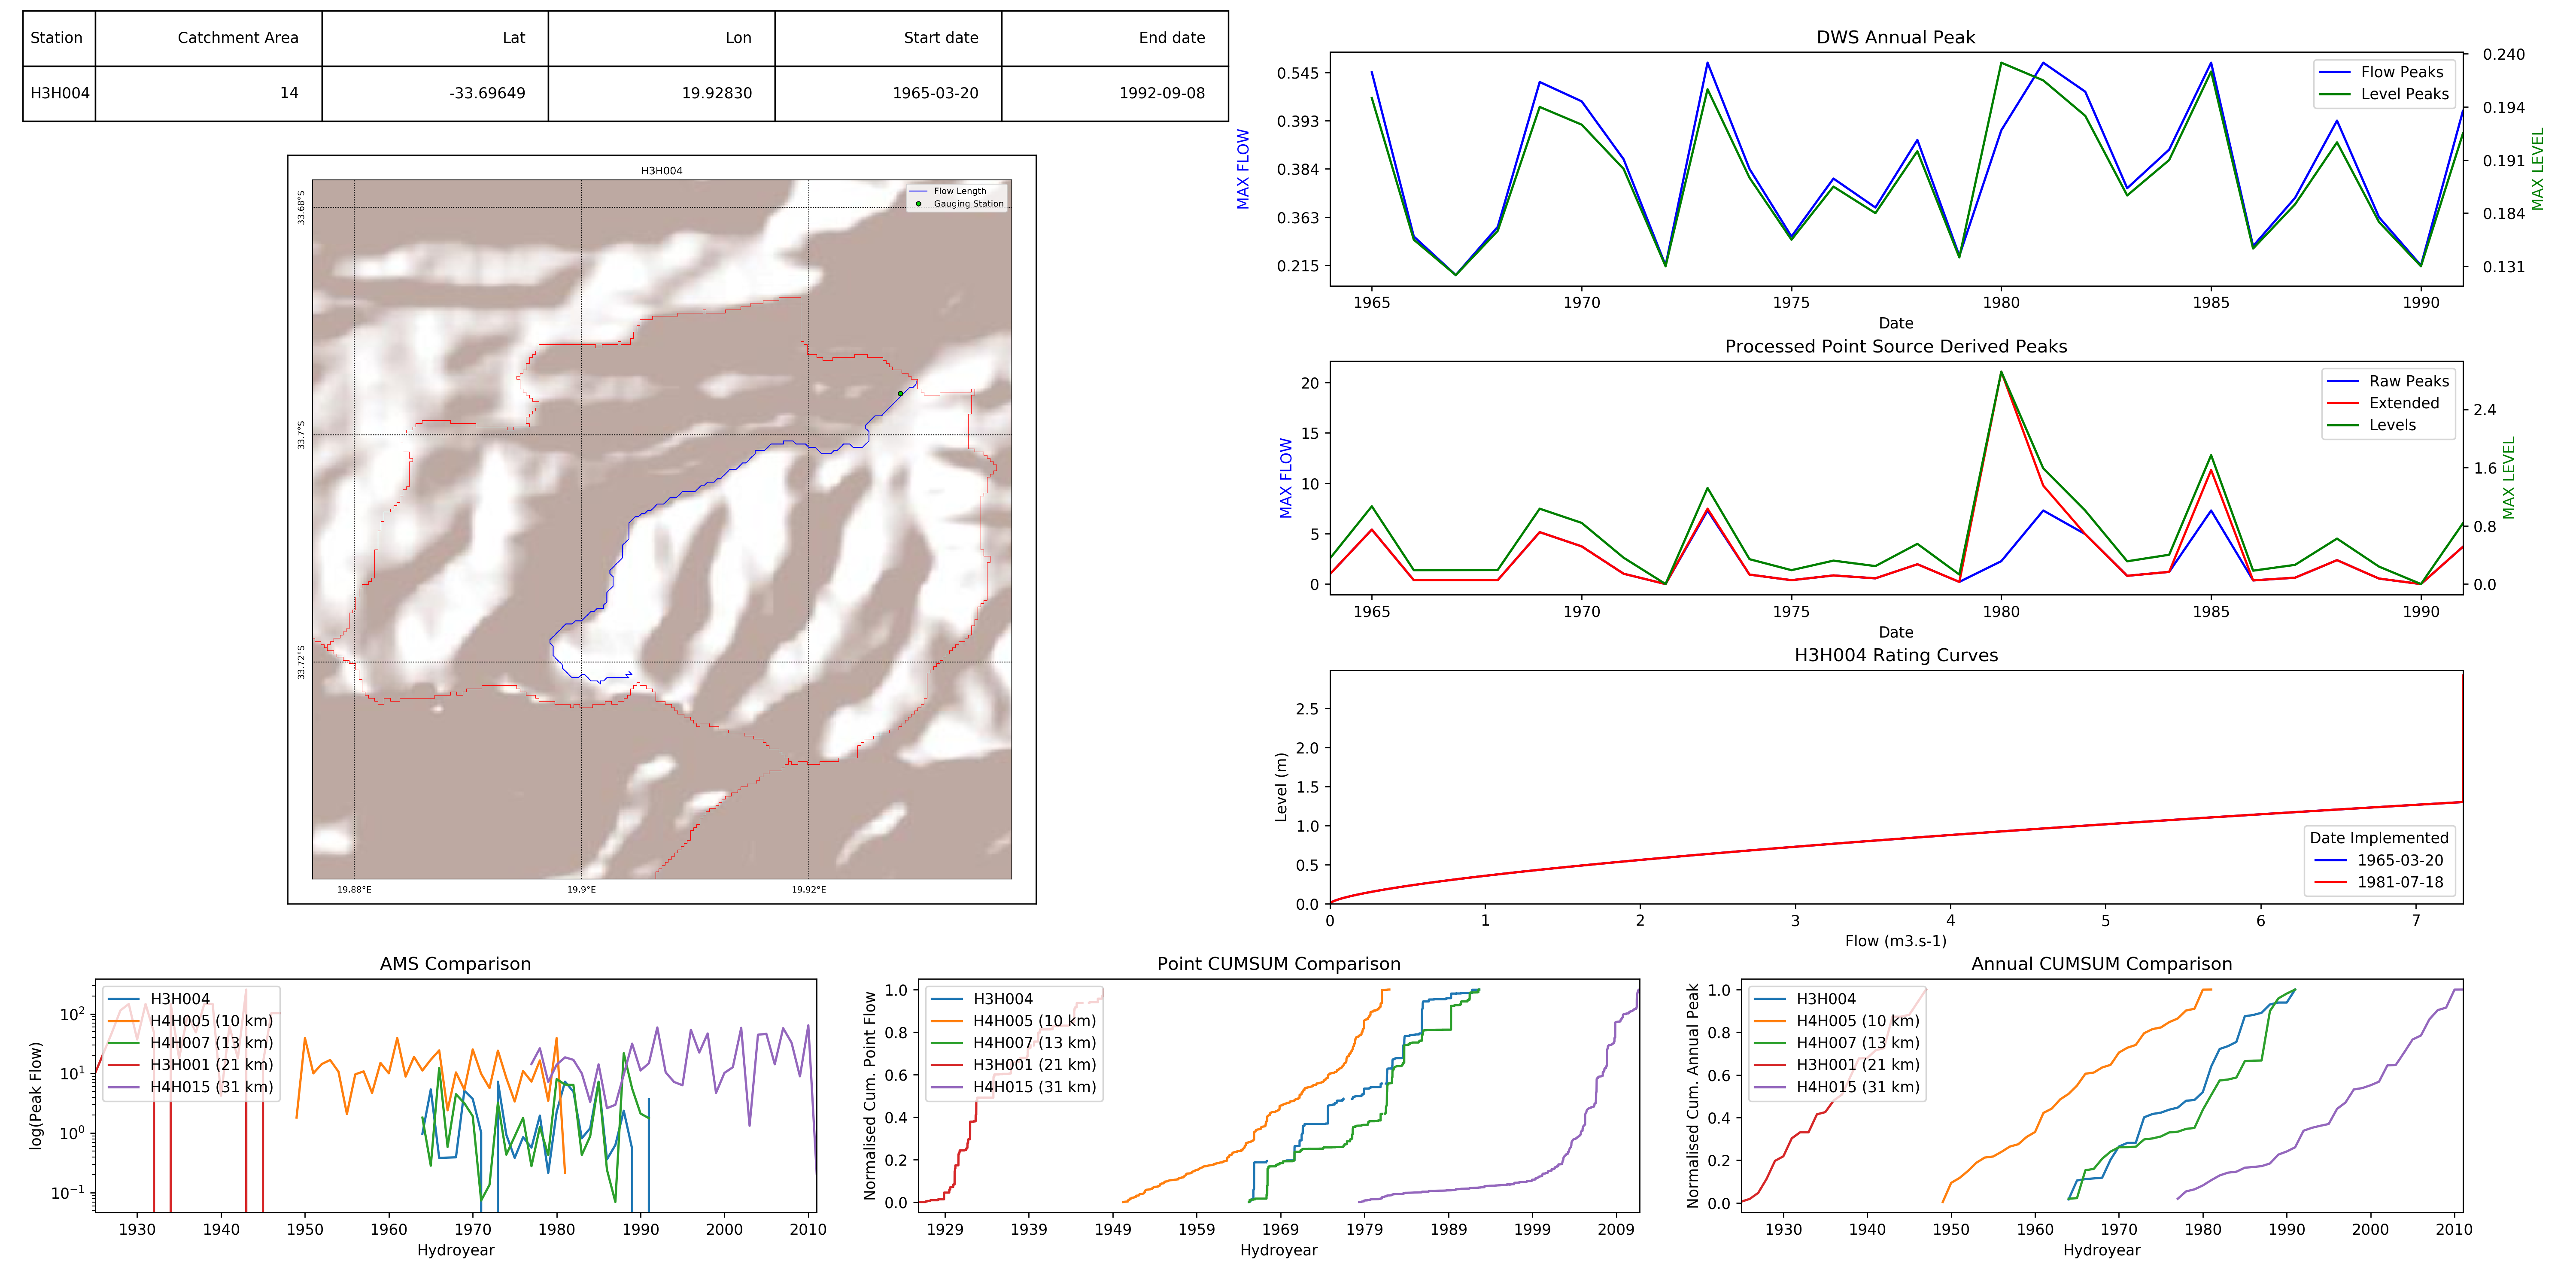 Station Catchment Area Lat Lon Start date End date
H3H004 14 -33.69649 19.92830 1965-03-20 1992-09-08
H3H004
Flow Length
Gauging Station
33.68°S
33.7°S
33.72°S
19.88°E 19.9°E 19.92°E
DWS Annual Peak
Flow Peaks
Level Peaks
MAX FLOW
0.545
0.393
0.384
0.363
0.215
MAX LEVEL
0.240
0.194
0.191
0.184
0.131
1965 1970 1975 1980 1985 1990
Date
Processed Point Source Derived Peaks
Raw Peaks
Extended
Levels
MAX FLOW
20
15
10
5
0
MAX LEVEL
2.4
1.6
0.8
0.0
1965 1970 1975 1980 1985 1990
Date
H3H004 Rating Curves
Level (m)
2.5
2.0
1.5
1.0
0.5
0.0
Date Implemented
1965-03-20
1981-07-18
0 1 2 3 4 5 6 7
Flow (m3.s-1)
AMS Comparison
H3H004
H4H005 (10 km)
H4H007 (13 km)
H3H001 (21 km)
H4H015 (31 km)
log(Peak Flow)
10²
10¹
10⁰
10⁻¹
1930 1940 1950 1960 1970 1980 1990 2000 2010
Hydroyear
Point CUMSUM Comparison
H3H004
H4H005 (10 km)
H4H007 (13 km)
H3H001 (21 km)
H4H015 (31 km)
Normalised Cum. Point Flow
1.0
0.8
0.6
0.4
0.2
0.0
1929 1939 1949 1959 1969 1979 1989 1999 2009
Hydroyear
Annual CUMSUM Comparison
H3H004
H4H005 (10 km)
H4H007 (13 km)
H3H001 (21 km)
H4H015 (31 km)
Normalised Cum. Annual Peak
1.0
0.8
0.6
0.4
0.2
0.0
1930 1940 1950 1960 1970 1980 1990 2000 2010
Hydroyear